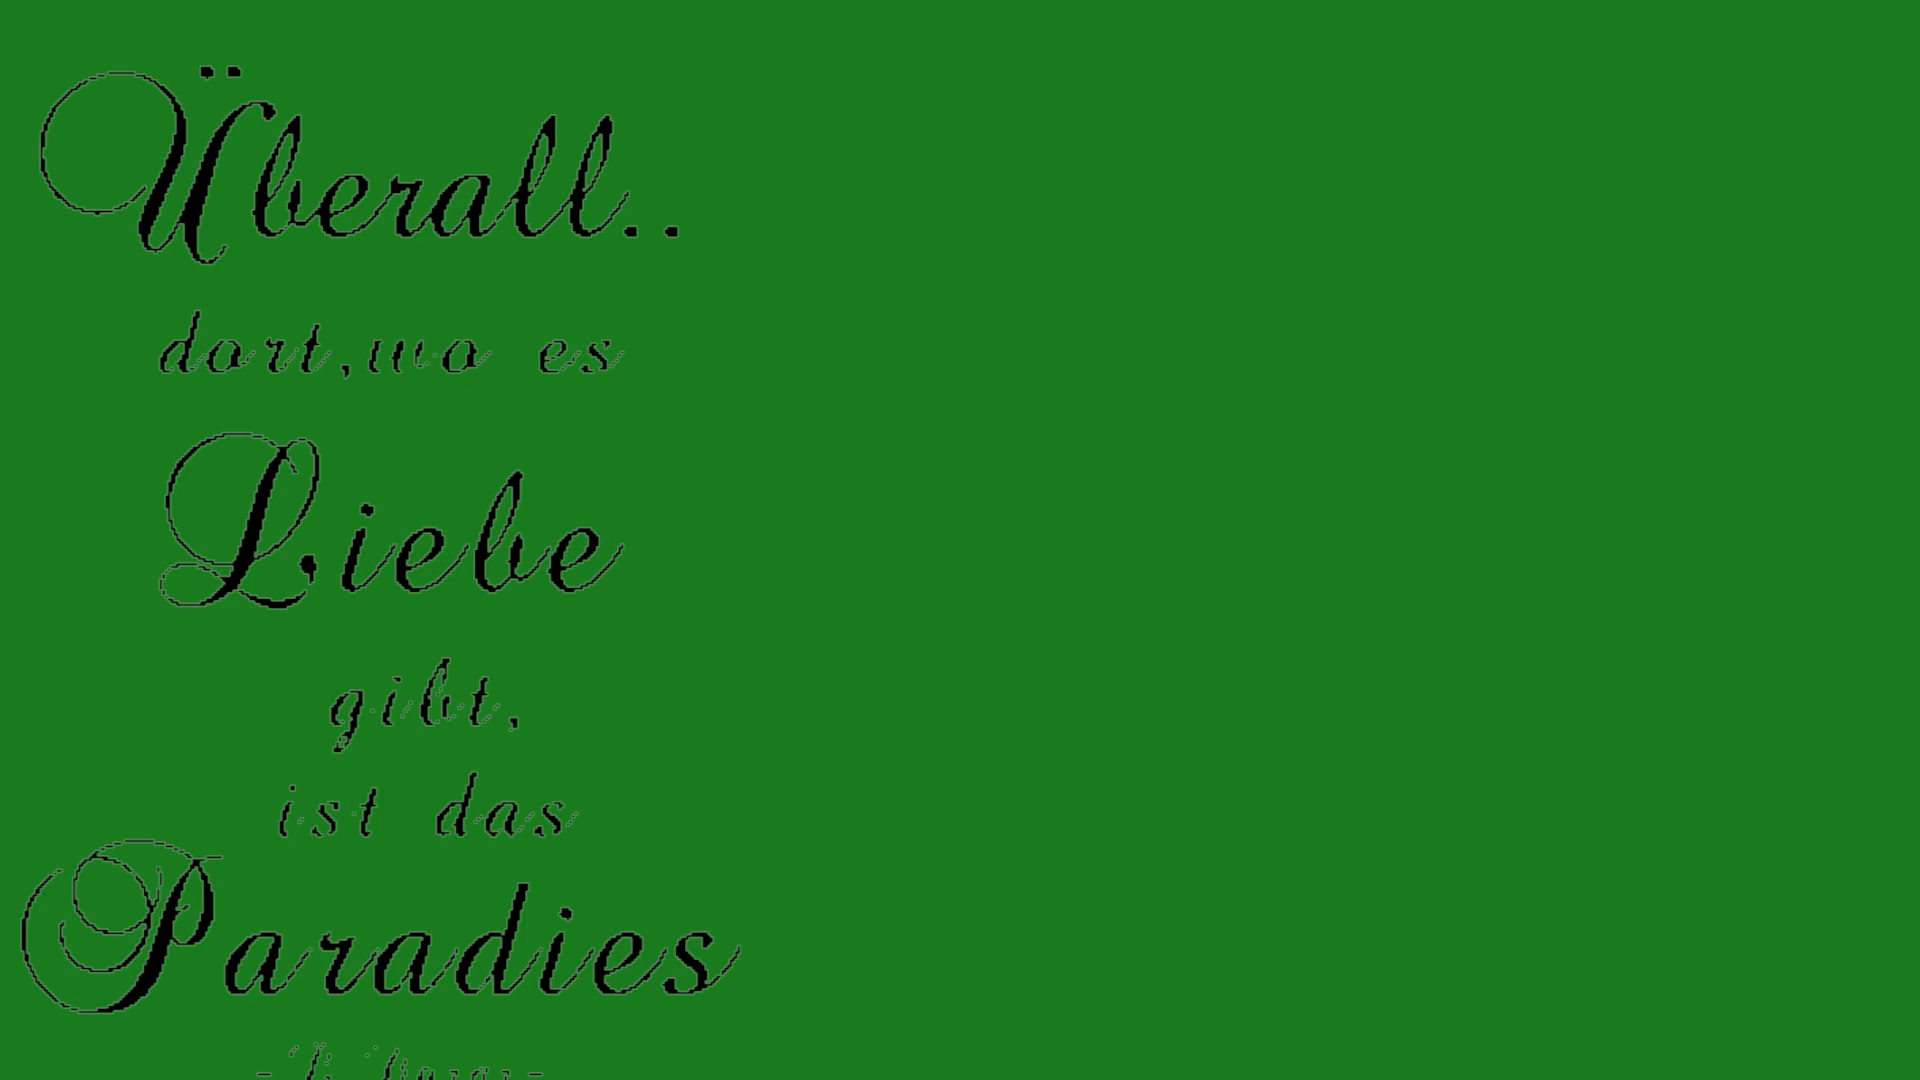 Überall..
dort,wo es
Liebe
gibt,
ist das
Paradies